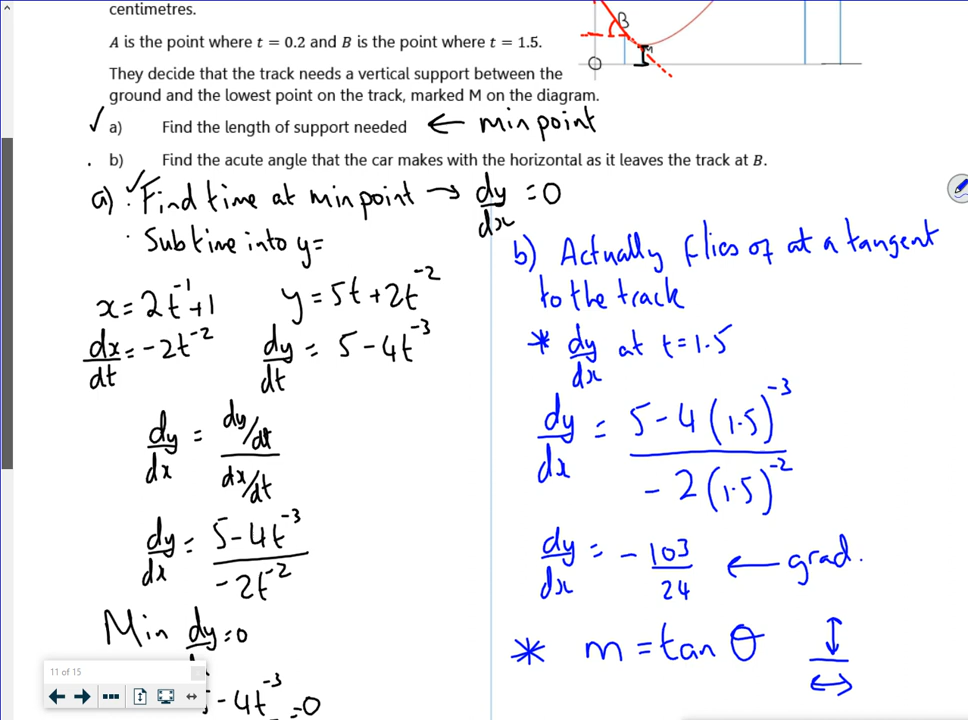 centimetres.
A is the point where t = 0.2 and B is the point where t = 1.5.
They decide that the track needs a vertical support between the
ground and the lowest point on the track, marked M on the diagram.
B
M
O
✓ a) Find the length of support needed ← min point
. b) Find the acute angle that the car makes with the horizontal as it leaves the track at B.
a) ✓. Find time at min point → dy/dx = 0
· Sub time into y=
x = 2t⁻¹+1 y = 5t + 2t⁻²
dx/dt = -2t⁻² dy/dt = 5 - 4t⁻³
dy/dx = (dy/dt)/(dx/dt)
dy/dx = (5-4t⁻³)/(-2t⁻²)
Min dy=0
- 4t⁻³ =0
11 of 15
b) Actually flies of at a tangent
to the track
* dy/dx at t=1.5
dy/dx = (5-4(1.5)⁻³)/(-2(1.5)⁻²)
dy/dx = -103/24 ← grad.
* m = tan θ ↕/↔